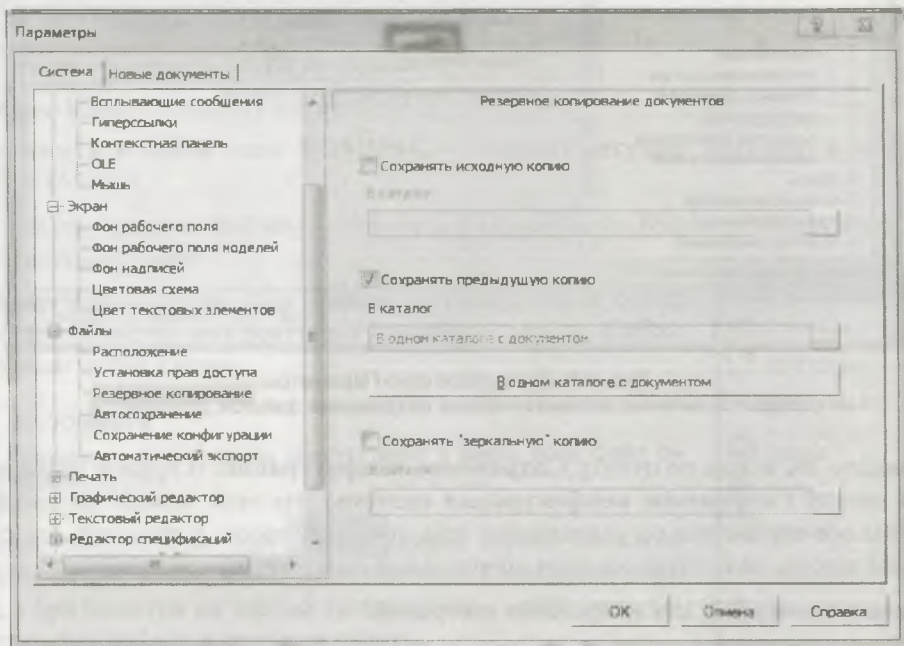 Параметры
Система
Новые документы
Всплывающие сообщения
Гиперссылки
Контекстная панель
OLE
Мышь
Экран
Фон рабочего поля
Фон рабочего поля моделей
Фон надписей
Цветовая схема
Цвет текстовых элементов
Файлы
Расположение
Установка прав доступа
Резервное копирование
Автосохранение
Сохранение конфигурации
Автоматический экспорт
Печать
Графический редактор
Текстовый редактор
Редактор спецификаций
Резервное копирование документов
Сохранять исходную копию
В каталог
Сохранять предыдущую копию
В каталог
В одном каталоге с документом
В одном каталоге с документом
Сохранять "зеркальную" копию
OK
Отмена
Справка